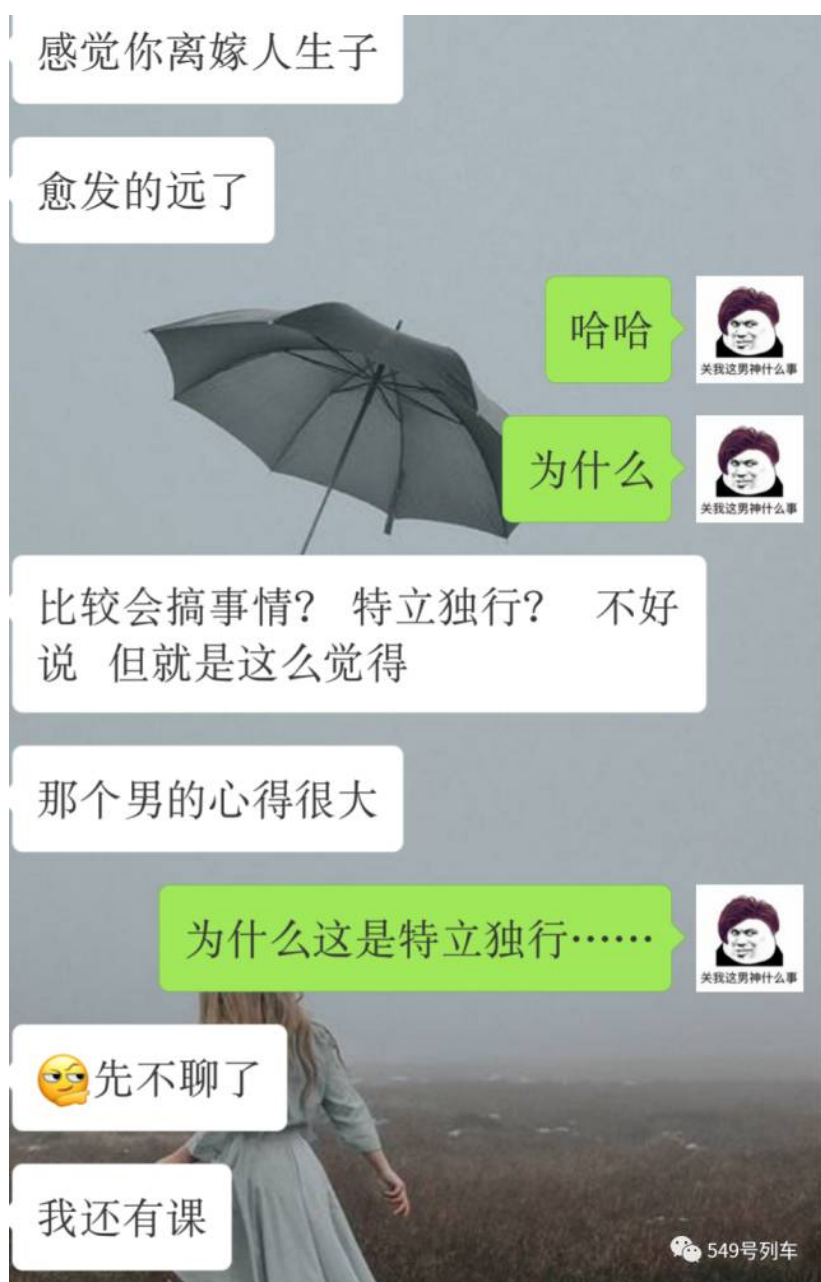 感觉你离嫁人生子
愈发的远了
哈哈
关我这男神什么事
为什么
关我这男神什么事
比较会搞事情？ 特立独行？ 不好
说 但就是这么觉得
那个男的心得很大
为什么这是特立独行……
关我这男神什么事
先不聊了
我还有课
549号列车